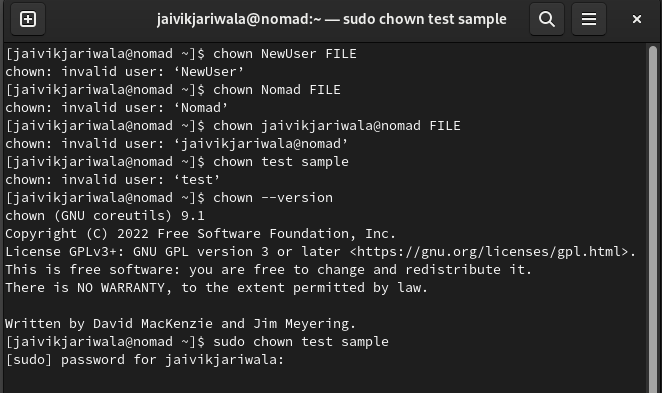 jaivikjariwala@nomad:~ — sudo chown test sample
[jaivikjariwala@nomad ~]$ chown NewUser FILE
chown: invalid user: ‘NewUser’
[jaivikjariwala@nomad ~]$ chown Nomad FILE
chown: invalid user: ‘Nomad’
[jaivikjariwala@nomad ~]$ chown jaivikjariwala@nomad FILE
chown: invalid user: ‘jaivikjariwala@nomad’
[jaivikjariwala@nomad ~]$ chown test sample
chown: invalid user: ‘test’
[jaivikjariwala@nomad ~]$ chown --version
chown (GNU coreutils) 9.1
Copyright (C) 2022 Free Software Foundation, Inc.
License GPLv3+: GNU GPL version 3 or later <https://gnu.org/licenses/gpl.html>.
This is free software: you are free to change and redistribute it.
There is NO WARRANTY, to the extent permitted by law.
Written by David MacKenzie and Jim Meyering.
[jaivikjariwala@nomad ~]$ sudo chown test sample
[sudo] password for jaivikjariwala: